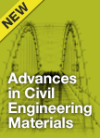 NEW
Advances
in Civil
Engineering
Materials